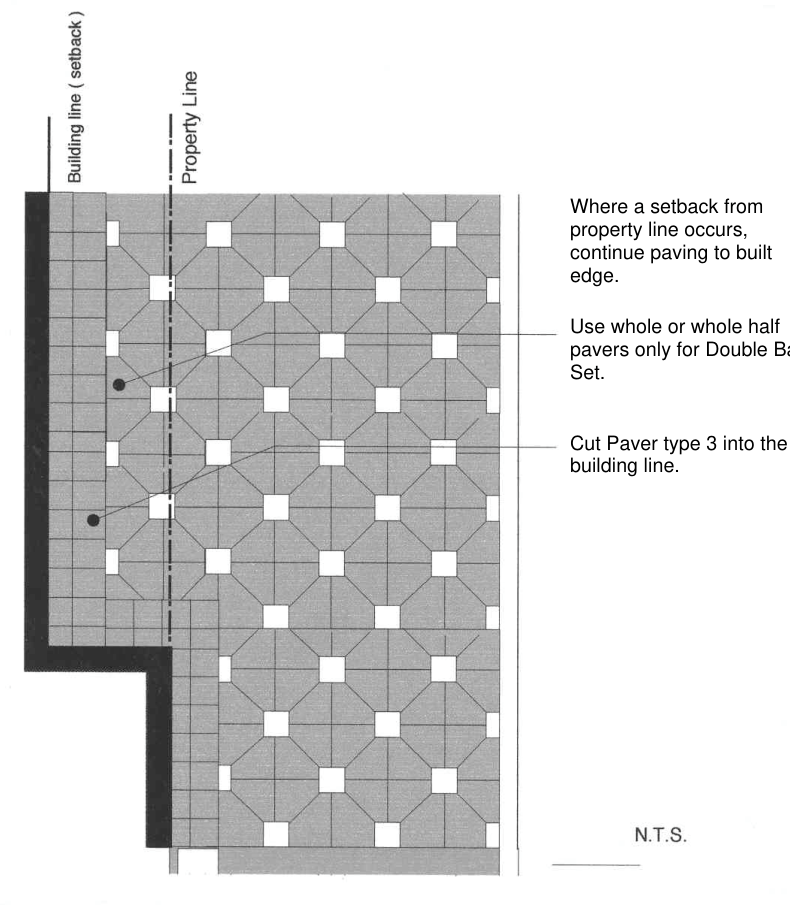 Building line ( setback )
Property Line
Where a setback from
property line occurs,
continue paving to built
edge.
Use whole or whole half
pavers only for Double
Set.
Cut Paver type 3 into the
building line.
N.T.S.